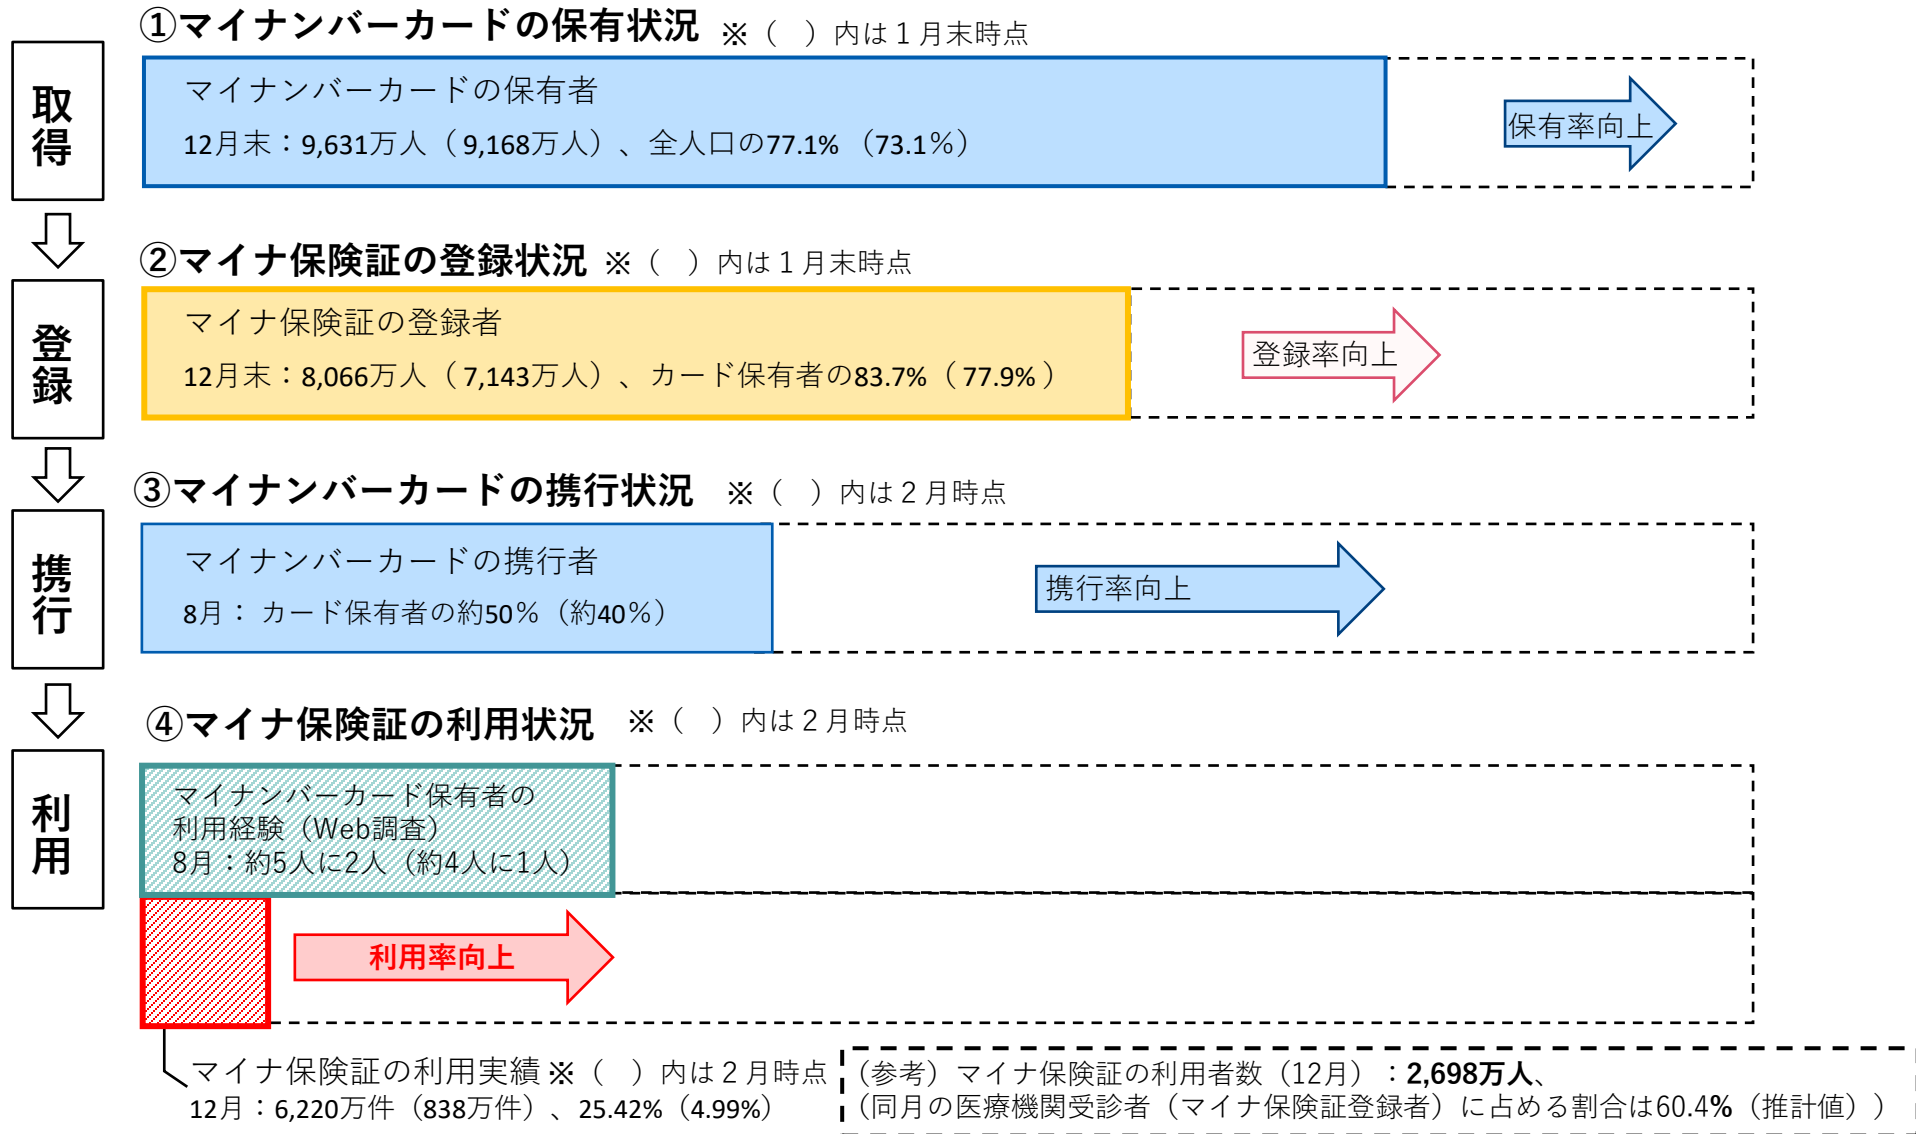 ①マイナンバーカードの保有状況 ※（　）内は１月末時点
取得
マイナンバーカードの保有者
12月末：9,631万人（9,168万人）、全人口の77.1%（73.1％）
保有率向上
②マイナ保険証の登録状況 ※（　）内は１月末時点
登録
マイナ保険証の登録者
12月末：8,066万人（7,143万人）、カード保有者の83.7%（77.9%）
登録率向上
③マイナンバーカードの携行状況 ※（　）内は２月時点
携行
マイナンバーカードの携行者
8月： カード保有者の約50％（約40％）
携行率向上
④マイナ保険証の利用状況 ※（　）内は２月時点
利用
マイナンバーカード保有者の
利用経験（Web調査）
8月：約5人に2人（約4人に1人）
利用率向上
マイナ保険証の利用実績 ※（　）内は２月時点
12月：6,220万件（838万件）、25.42%（4.99%）
（参考）マイナ保険証の利用者数（12月）：2,698万人、
（同月の医療機関受診者（マイナ保険証登録者）に占める割合は60.4%（推計値））